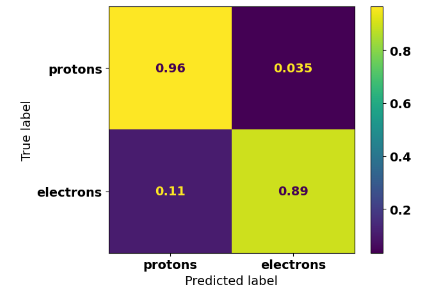 protons
0.96
0.035
0.8
0.6
True label
electrons
0.11
0.89
0.4
0.2
protons
electrons
Predicted label